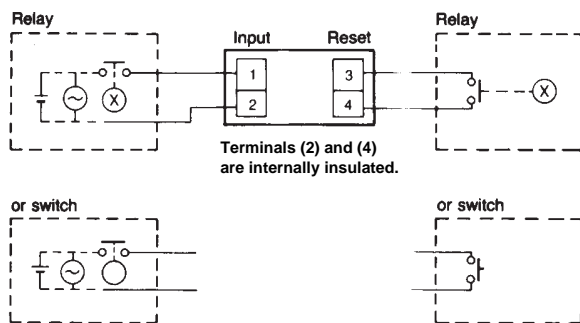 Relay
Input
Reset
Relay
X
1
2
3
4
X
Terminals (2) and (4)
are internally insulated.
or switch
or switch